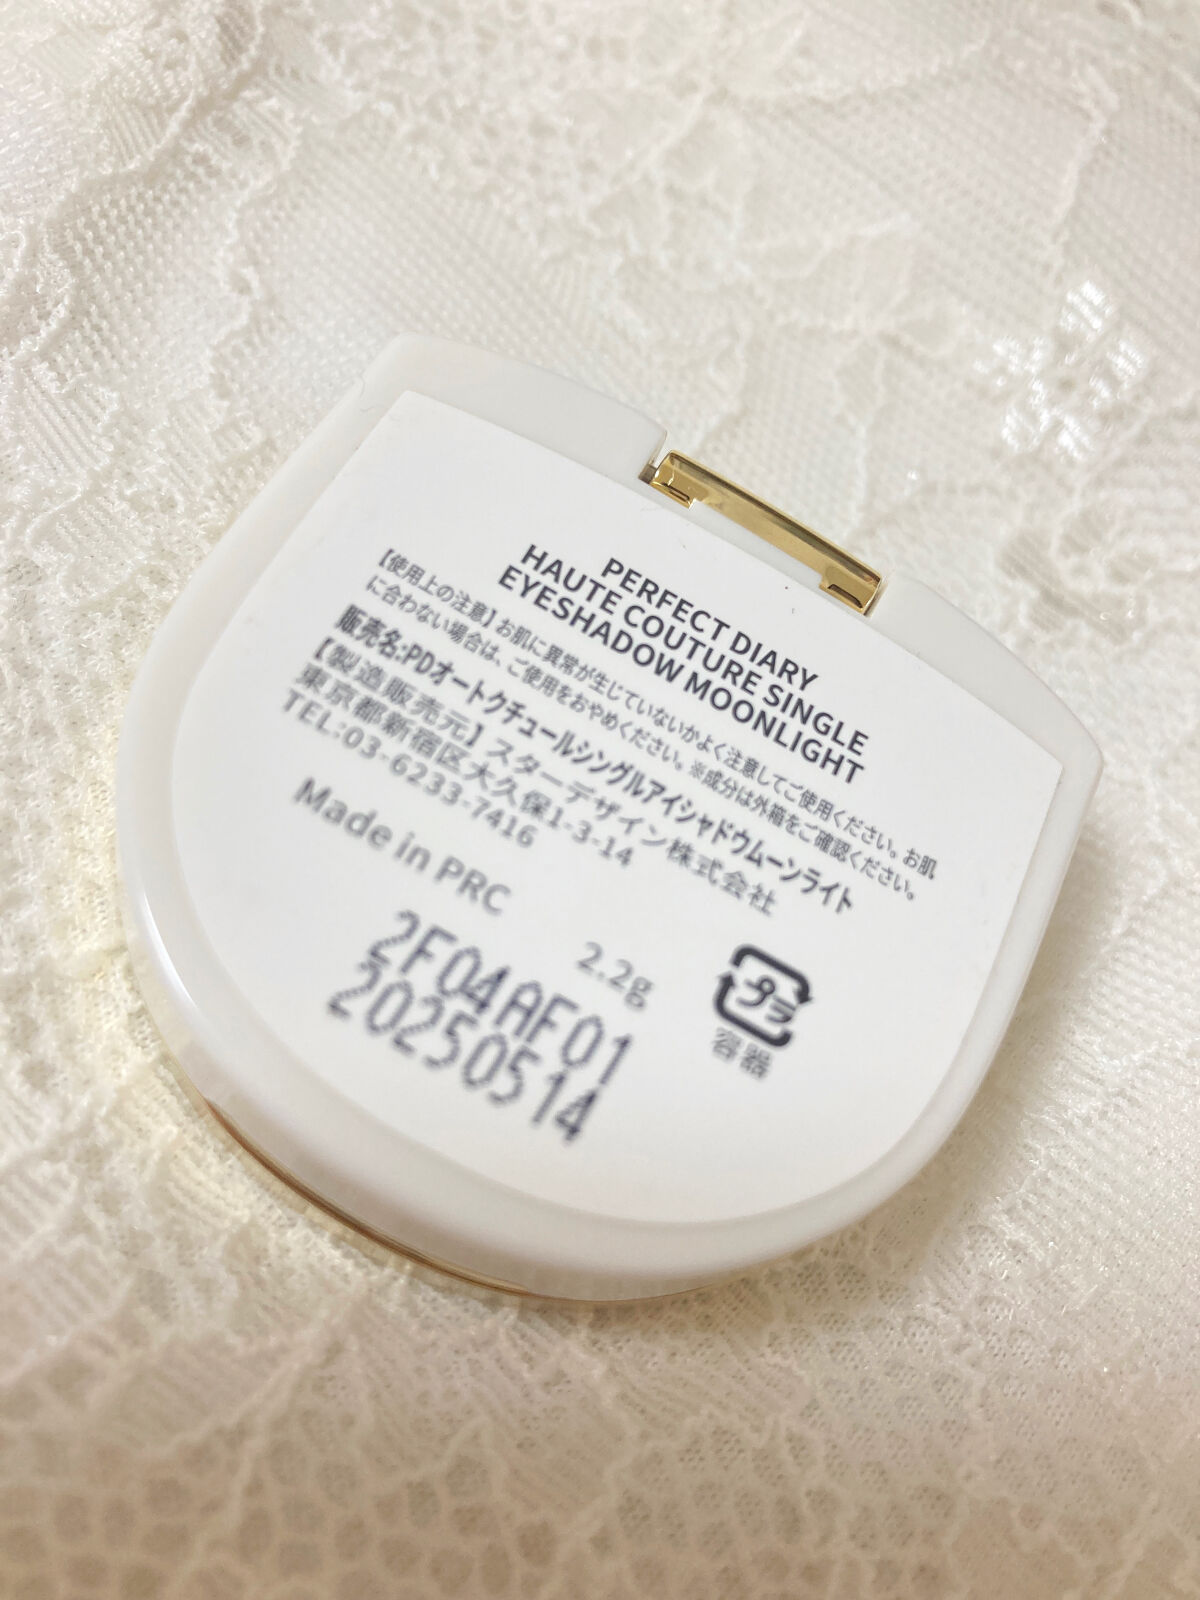 PERFECT DIARY
HAUTE COUTURE SINGLE
EYESHADOW MOONLIGHT
【使用上の注意】お肌に異常が生じていないかよく注意してご使用ください。お肌
に合わない場合は、ご使用をおやめください。※成分は外箱をご確認ください。
販売名:PDオートクチュールシングルアイシャドウムーンライト
【製造販売元】スターデザイン株式会社
東京都新宿区大久保1-3-14
TEL:03-6233-7416
Made in PRC
2.2g
プラ
容器
2F04AF01
20250514